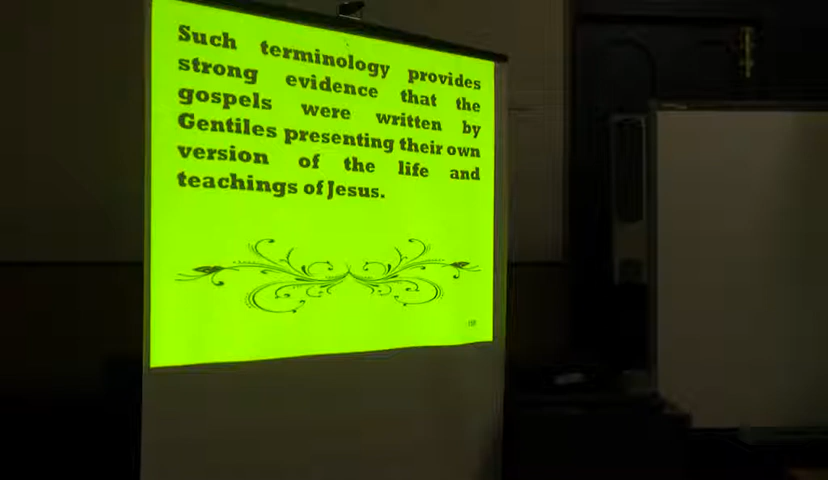 Such terminology provides
strong evidence that the
gospels were written by
Gentiles presenting their own
version of the life and
teachings of Jesus.